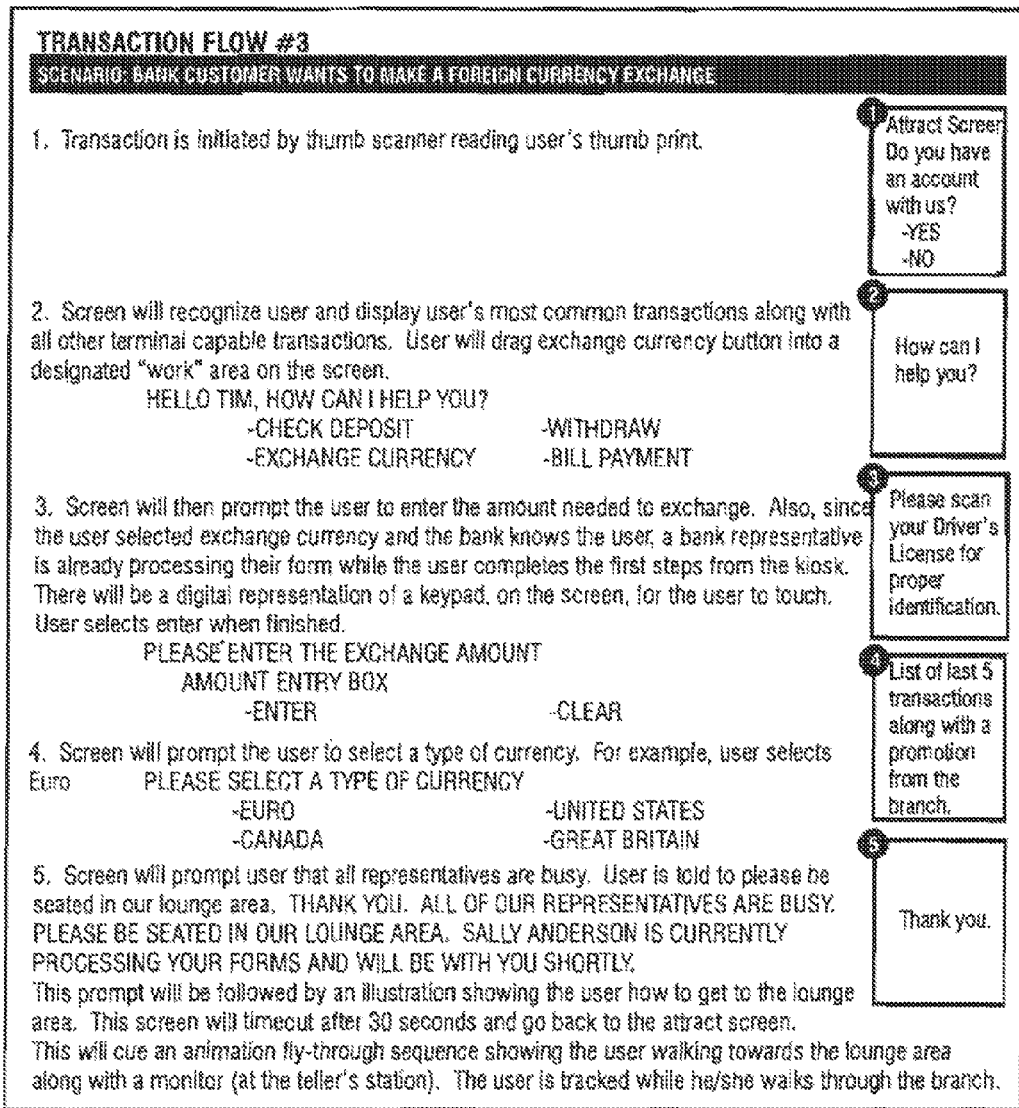 TRANSACTION FLOW #3
SCENARIO: BANK CUSTOMER WANTS TO MAKE A FOREIGN CURRENCY EXCHANGE
1. Transaction is initiated by thumb scanner reading user's thumb print.
1
Attract Screen
Do you have
an account
with us?
-YES
-NO
2. Screen will recognize user and display user's most common transactions along with
all other terminal capable transactions. User will drag exchange currency button into a
designated "work" area on the screen.
HELLO TIM, HOW CAN I HELP YOU?
-CHECK DEPOSIT -WITHDRAW
-EXCHANGE CURRENCY -BILL PAYMENT
2
How can I
help you?
3. Screen will then prompt the user to enter the amount needed to exchange. Also, since
the user selected exchange currency and the bank knows the user, a bank representative
is already processing their form while the user completes the first steps from the kiosk.
There will be a digital representation of a keypad, on the screen, for the user to touch.
User selects enter when finished.
PLEASE ENTER THE EXCHANGE AMOUNT
AMOUNT ENTRY BOX
-ENTER -CLEAR
3
Please scan
your Driver's
License for
proper
identification.
4. Screen will prompt the user to select a type of currency. For example, user selects
Euro PLEASE SELECT A TYPE OF CURRENCY
-EURO -UNITED STATES
-CANADA -GREAT BRITAIN
4
List of last 5
transactions
along with a
promotion
from the
branch.
5. Screen will prompt user that all representatives are busy. User is told to please be
seated in our lounge area. THANK YOU. ALL OF OUR REPRESENTATIVES ARE BUSY.
PLEASE BE SEATED IN OUR LOUNGE AREA. SALLY ANDERSON IS CURRENTLY
PROCESSING YOUR FORMS AND WILL BE WITH YOU SHORTLY.
This prompt will be followed by an illustration showing the user how to get to the lounge
area. This screen will timeout after 30 seconds and go back to the attract screen.
This will cue an animation fly-through sequence showing the user walking towards the lounge area
along with a monitor (at the teller's station). The user is tracked while he/she walks through the branch.
5
Thank you.